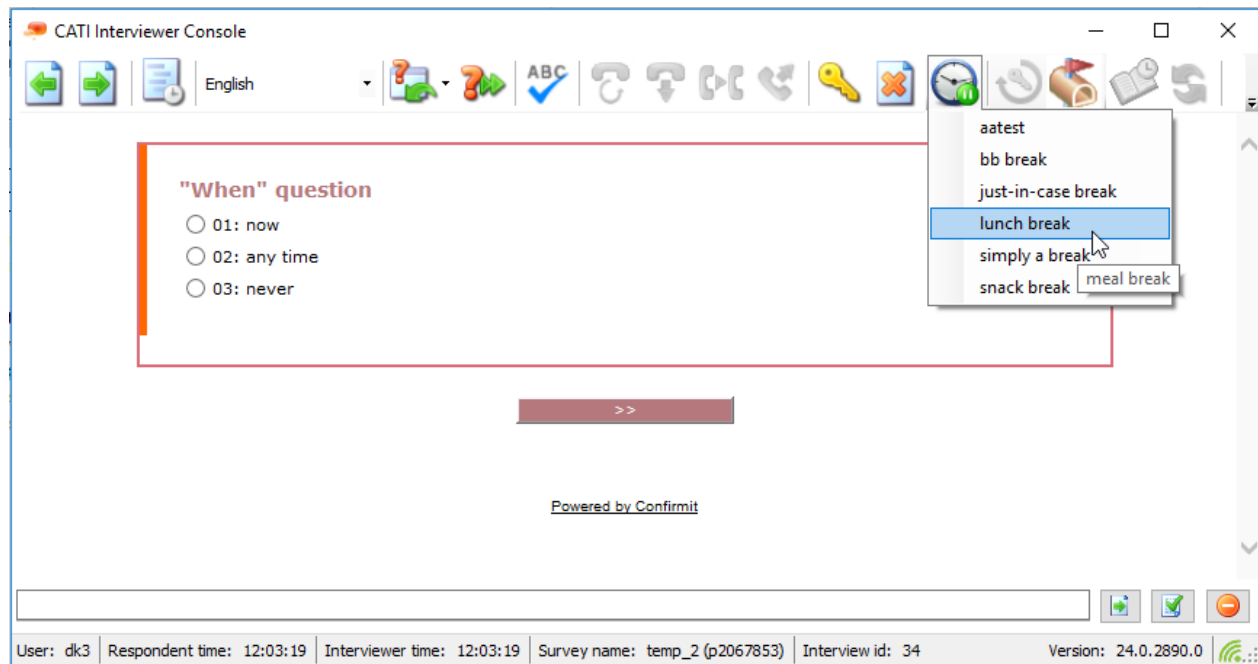 CATI Interviewer Console
English
ABC
aatest
bb break
just-in-case break
lunch break
simply a break
meal break
snack break
"When" question
01: now
02: any time
03: never
>>
Powered by Confirmit
User: dk3 Respondent time: 12:03:19 Interviewer time: 12:03:19 Survey name: temp_2 (p2067853) Interview id: 34 Version: 24.0.2890.0